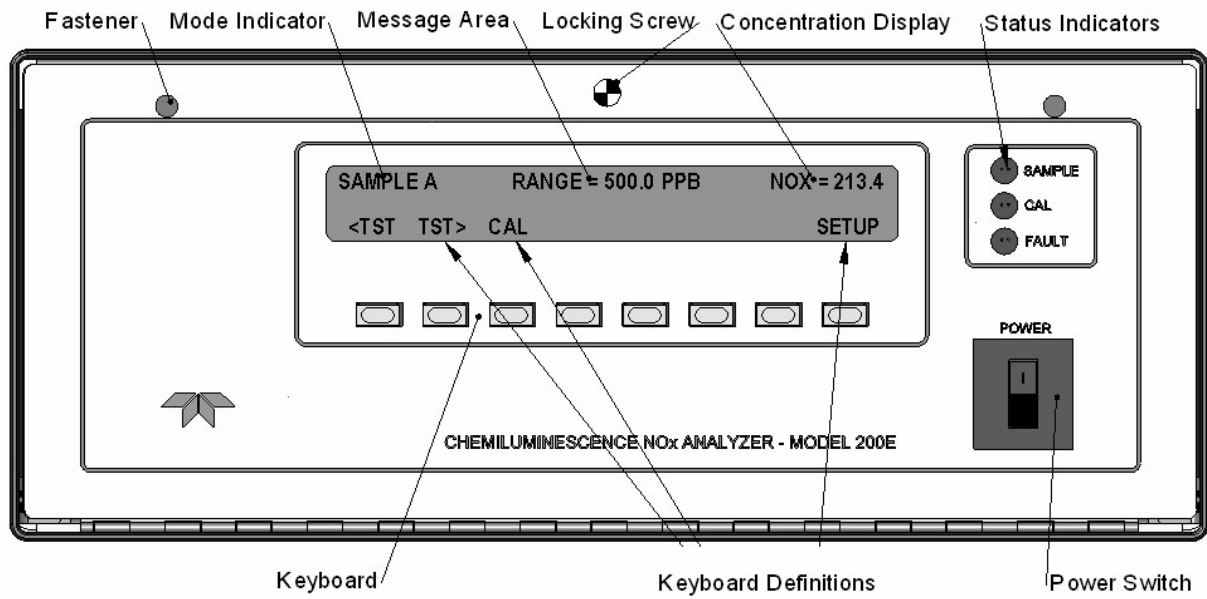 Fastener Mode Indicator Message Area Locking Screw Concentration Display Status Indicators
SAMPLE A RANGE = 500.0 PPB NOX = 213.4
<TST TST> CAL SETUP
SAMPLE
CAL
FAULT
POWER
I
CHEMILUMINESCENCE NOx ANALYZER - MODEL 200E
Keyboard Keyboard Definitions Power Switch